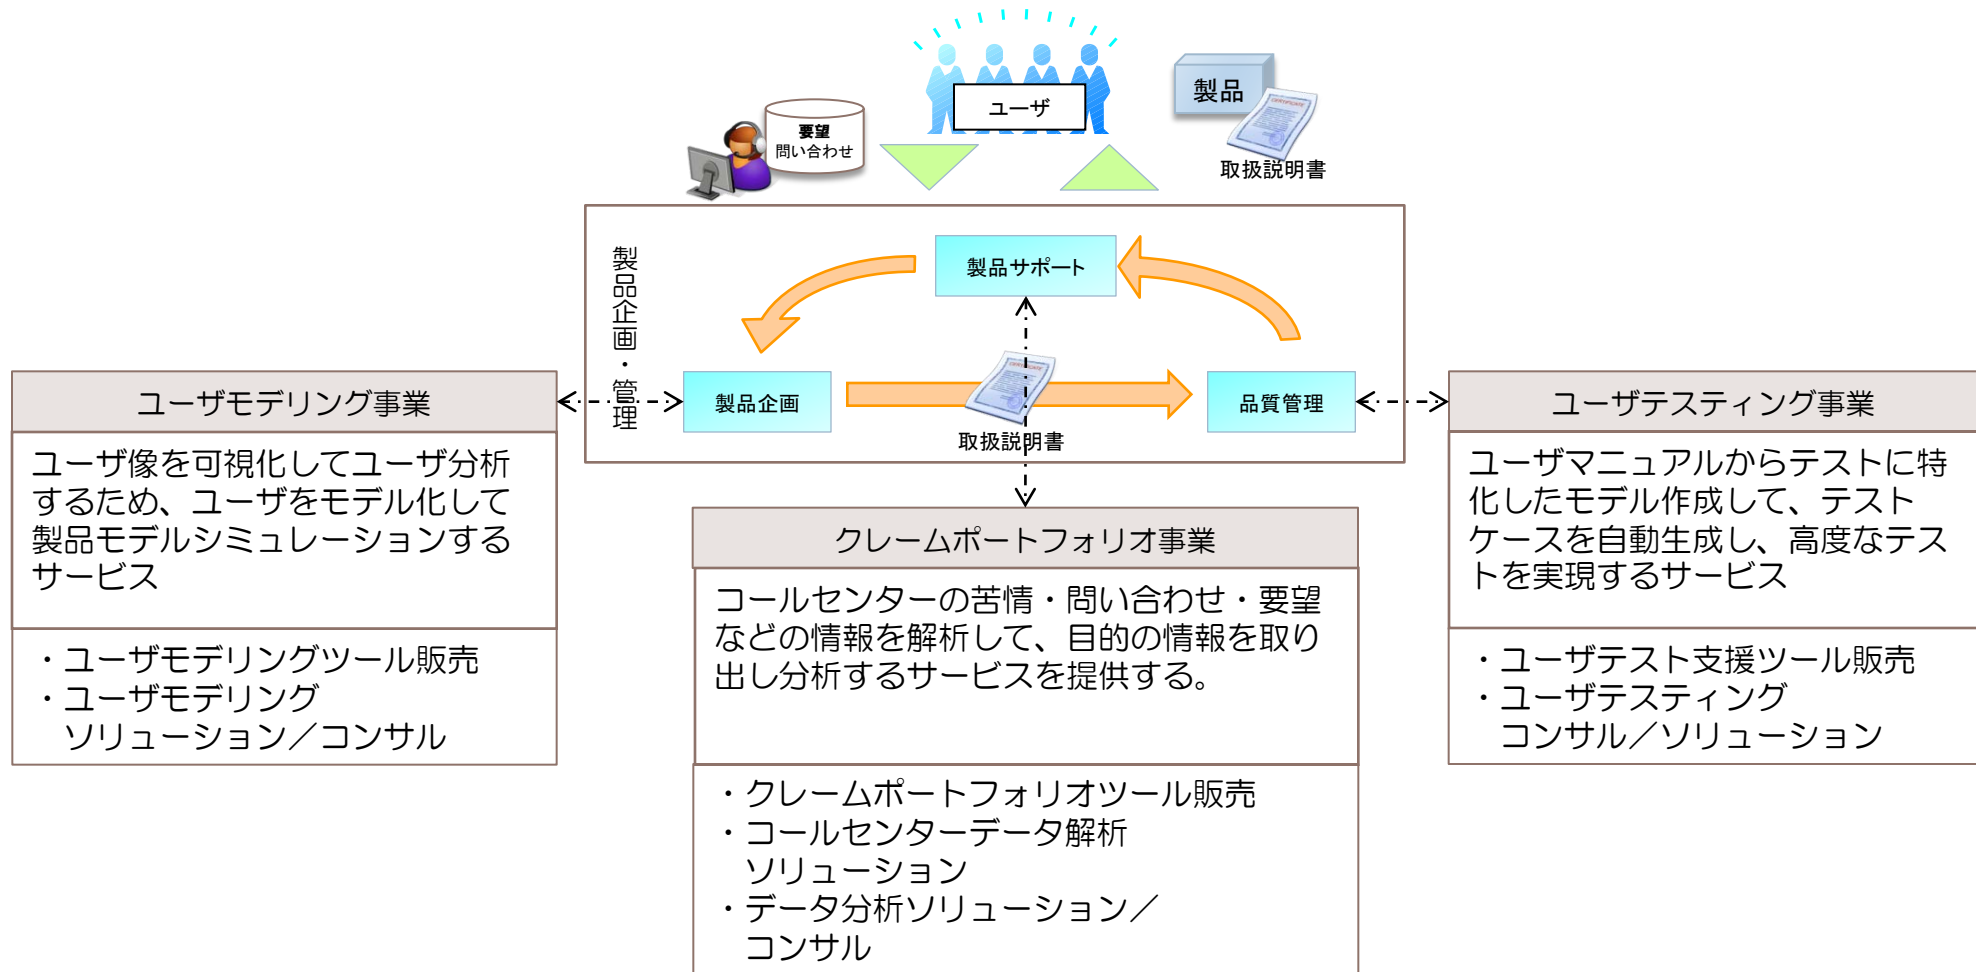 ユーザ
製品
要望
問い合わせ
取扱説明書
製品企画・管理
製品サポート
製品企画
品質管理
取扱説明書
ユーザモデリング事業
ユーザ像を可視化してユーザ分析
するため、ユーザをモデル化して
製品モデルシミュレーションする
サービス
・ユーザモデリングツール販売
・ユーザモデリング
ソリューション／コンサル
クレームポートフォリオ事業
コールセンターの苦情・問い合わせ・要望
などの情報を解析して、目的の情報を取り
出し分析するサービスを提供する。
・クレームポートフォリオツール販売
・コールセンターデータ解析
ソリューション
・データ分析ソリューション／
コンサル
ユーザテスティング事業
ユーザマニュアルからテストに特
化したモデル作成して、テスト
ケースを自動生成し、高度なテス
トを実現するサービス
・ユーザテスト支援ツール販売
・ユーザテスティング
コンサル／ソリューション